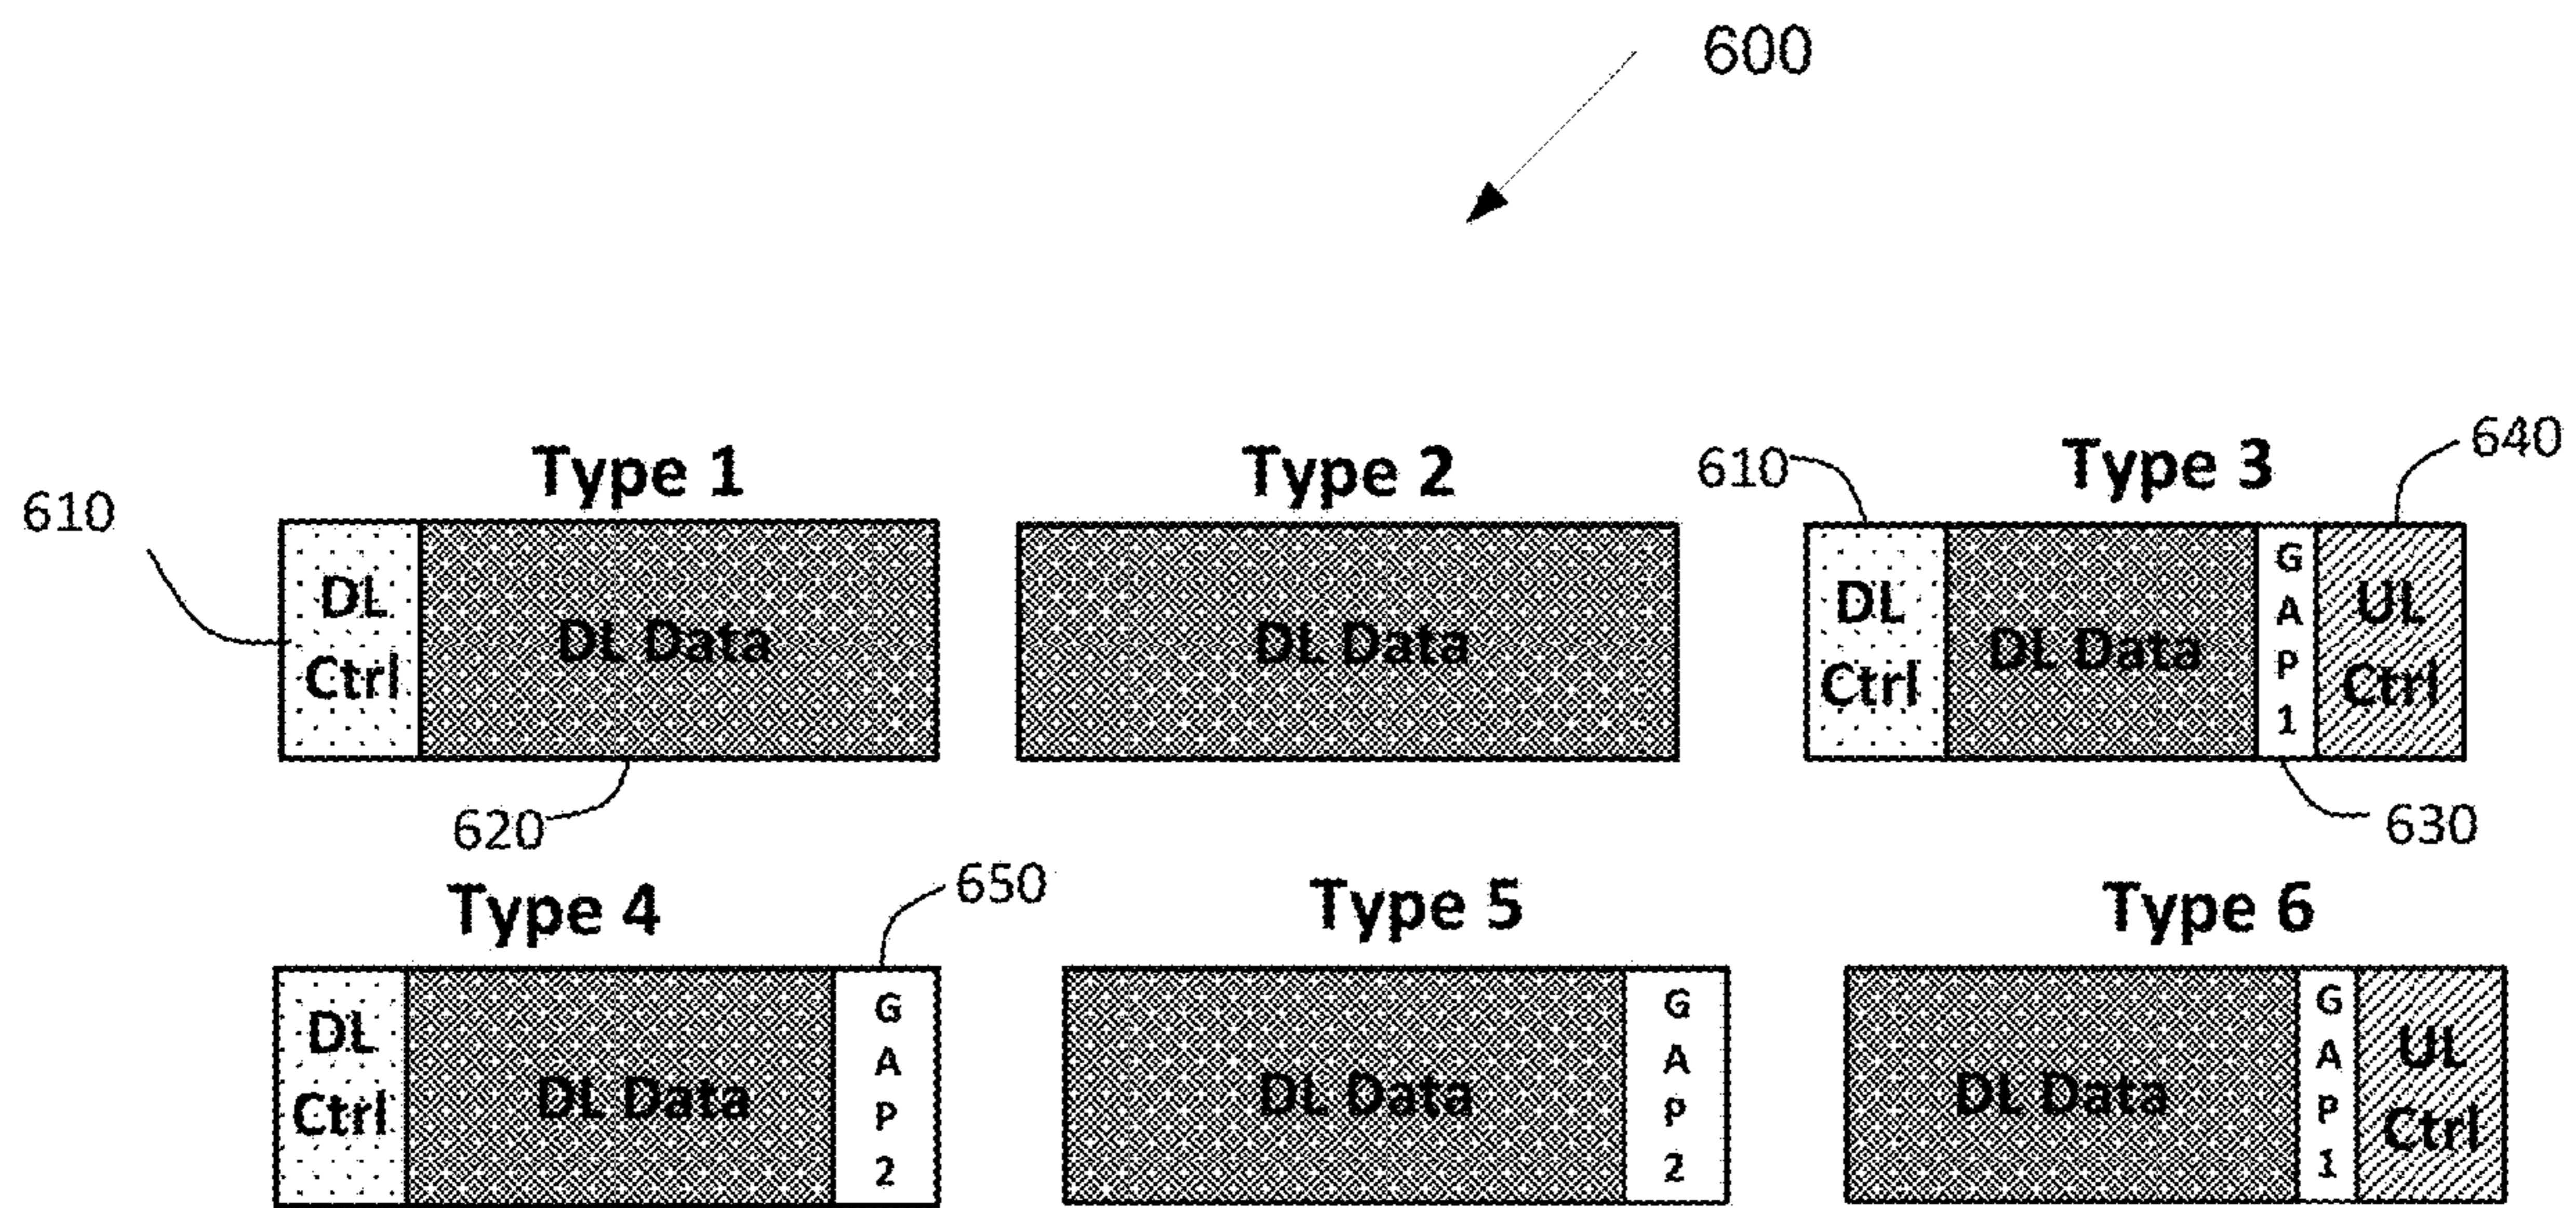 600
Type 1
Type 2
Type 3
610
610
640
DL
Ctrl
DL Data
DL Data
DL
Ctrl
DL Data
G
A
P
1
UL
Ctrl
620
630
Type 4
650
Type 5
Type 6
DL
Ctrl
DL Data
G
A
P
2
DL Data
G
A
P
2
DL Data
G
A
P
1
UL
Ctrl